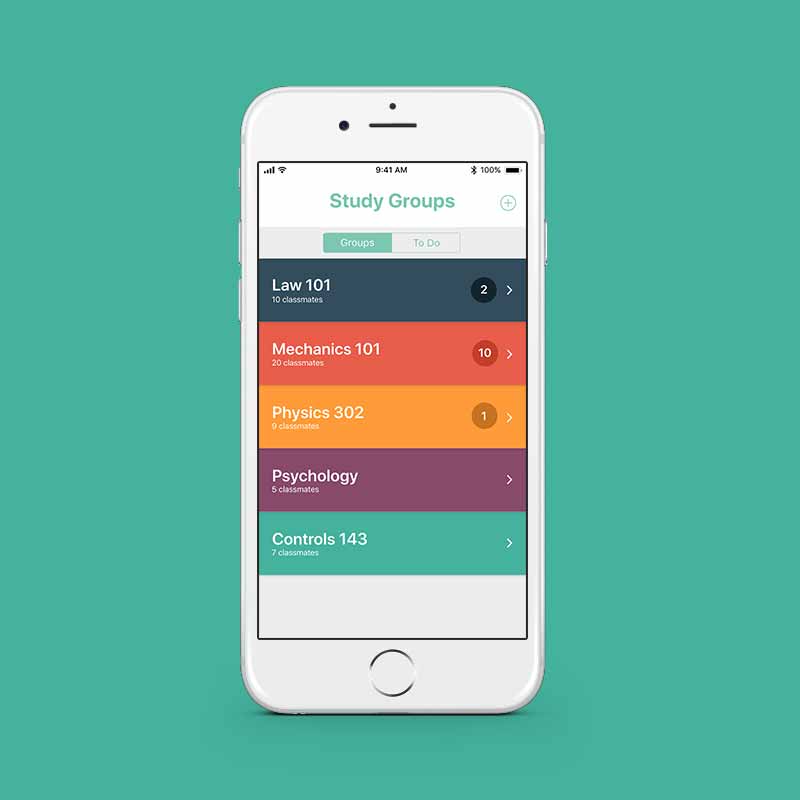 9:41 AM
100%
Study Groups
Groups
To Do
Law 101
10 classmates
2
Mechanics 101
20 classmates
10
Physics 302
9 classmates
1
Psychology
5 classmates
Controls 143
7 classmates